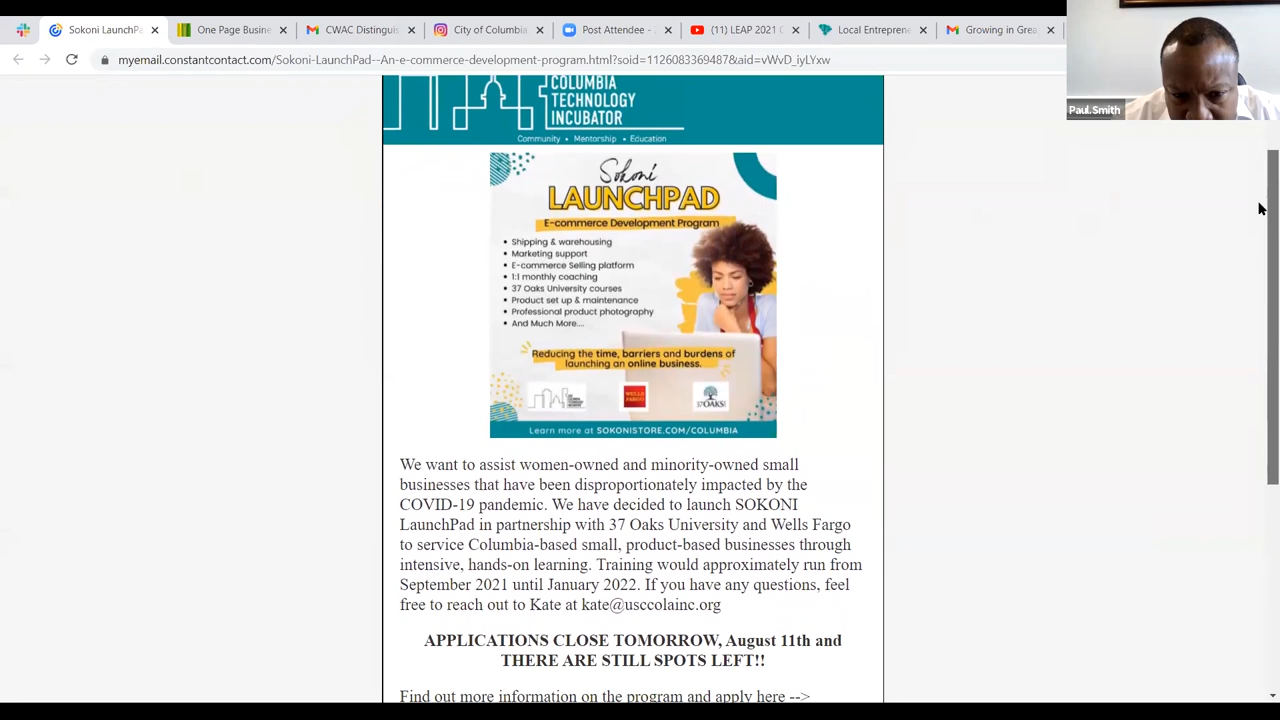 Sokoni LaunchPa
One Page Busine
CWAC Distinguis
City of Columbia
Post Attendee -
(11) LEAP 2021
Local Entreprene
Growing in Grea
myemail.constantcontact.com/Sokoni-LaunchPad--An-e-commerce-development-program.html?soid=1126083369487&aid=vWvD_iyLYxw
Paul.Smith
COLUMBIA
TECHNOLOGY
INCUBATOR
Community • Mentorship • Education
Sokoni
LAUNCHPAD
E-commerce Development Program
• Shipping & warehousing
• Marketing support
• E-commerce Selling platform
• 1:1 monthly coaching
• 37 Oaks University courses
• Product set up & maintenance
• Professional product photography
• And Much More....
Reducing the time, barriers and burdens of
launching an online business.
WELLS
FARGO
37 OAKS
Learn more at SOKONISTORE.COM/COLUMBIA
We want to assist women-owned and minority-owned small
businesses that have been disproportionately impacted by the
COVID-19 pandemic. We have decided to launch SOKONI
LaunchPad in partnership with 37 Oaks University and Wells Fargo
to service Columbia-based small, product-based businesses through
intensive, hands-on learning. Training would approximately run from
September 2021 until January 2022. If you have any questions, feel
free to reach out to Kate at kate@usccolainc.org
APPLICATIONS CLOSE TOMORROW, August 11th and
THERE ARE STILL SPOTS LEFT!!
Find out more information on the program and apply here -->